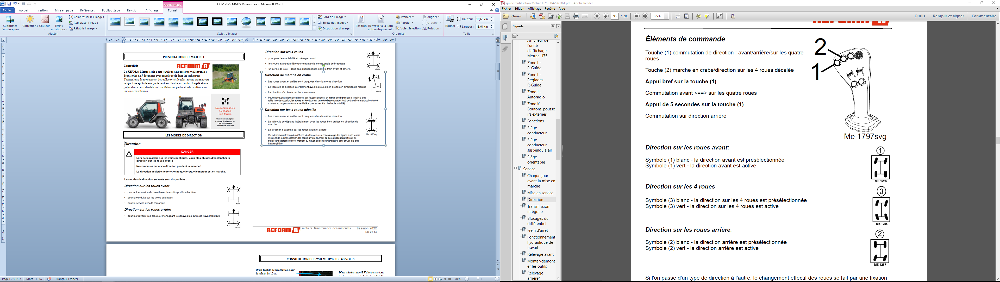 CGM 2022 MMEV Ressources - Microsoft Word
Outils Image
Fichier Accueil Insertion Mise en page Références Publipostage Révision Affichage Format
Supprimer l'arrière-plan
Corrections
Couleur
Effets artistiques
Compresser les images
Remplacer l'image
Rétablir l'image
Ajuster
Styles d'images
Bord de l'image
Effets des images
Disposition d'image
Position
Renvoyer à la ligne automatiquement
Avancer
Reculer
Volet Sélection
Aligner
Grouper
Rotation
Organiser
Rogner
Hauteur : 10,65 cm
Largeur : 18,01 cm
Taille
PRESENTATION DU MATERIEL
Généralités
REFORM R
Le REFORM Metrac est le porte-outil spécial pentes polyvalent utilisé
depuis plus de 5 décennies avec grand succès dans les techniques
d'agriculture de montagne et des collectivités locales, même par mauvais
temps. Une aptitude aux pentes extraordinaire, un confort inégalé et une
polyvalence considérable font du Metrac un partenaire de confiance en
toutes circonstances.
Nouveau modèle
de châssis
tout-terrain
Transmission intégrale
Système de direction sur
les quatre roues
5 modes de direction
LES MODES DE DIRECTION
Direction
DANGER
Lors de la marche sur les voies publiques, vous êtes obligés d'enclencher la
direction sur les roues avant !
Ne commutez jamais la direction pendant la marche !
La direction assistée ne fonctionne que lorsque le moteur est en marche.
Les modes de direction suivants sont disponibles :
Direction sur les roues avant
• pendant le service de travail avec les outils portés à l'arrière
• pour la conduite sur les voies publiques
• pour le service avec la remorque
Direction sur les roues arrière
• pour les travaux très précis et ménageant le sol avec les outils de travail frontaux
Direction sur les 4 roues
• pour plus de maniabilité et ménage du sol
• les roues avant et arrière tournent avec le même angle de braquage
• un cercle de voie – donc pas d'haubanages entre le train avant et arrière.
Direction de marche en crabe
• Les roues avant et arrière sont braquées dans la même direction
• Le véhicule se déplace latéralement avec les roues bien droites en direction de marche
• La direction s'exécute par les roues avant
• Pour des travaux le long des clôtures, des fausses ou aussi en marge des lignes sur le terrain le plus
raide (à cette occasion, les roues arrière tournent du côté descendant et l'outil de travail sera approché du côté
montant au moyen du déplacement latéral pour arriver à la plus haute stabilité)
Direction sur les 4 roues décalée
• Les roues avant et arrière sont braquées dans la même direction
• Le véhicule se déplace latéralement avec les roues bien droites en direction de
marche
• La direction s'exécute par les roues avant et arrière
• Pour des travaux le long des clôtures, des fausses ou aussi en marge des lignes sur le terrain
le plus raide (à cette occasion, les roues arrière tournent du côté descendant et l'outil de
travail sera approché du côté montant au moyen du déplacement latéral pour arriver à la plus
haute stabilité)
Me 1820svg
REFORM R
métiers Maintenance des matériels Session 2022
DR 2 / 14
CONSTITUTION DU SYSTEME HYBRIDE 48 VOLTS
D'un fusible de protection pour
le relais de 10 A.
D'un générateur 48 Volts permettant
Page : 2 sur 14 Mots : 1 267 Français (France) 70 %
guide d'utilisation Metrac H75 - BA2260361.pdf - Adobe Reader
Fichier Edition Affichage Fenêtre Aide
Ouvrir 96 / 209 125% Outils Remplir et signer Commentaire
Signets
Afficheur de
l'unité
d'affichage
Metrac H75
Zone I -
R-Guide
Zone I -
Réglages
R-Guide
Zone J -
Autoradio
Zone K -
Boutons-pousso
irs externes
Fonctions
Siège
conducteur
Siège
conducteur
suspendu à air
Siège
orientable
Service
Chaque jour
avant la mise en
marche
Mise en service
Direction
Transmission
intégrale
Blocages du
différentiel
Frein d'arrêt
Fonctionnement
hydraulique de
travail
Relevage avant
Monter/démont
er les outils
Relevage
arrière*
Éléments de commande
Touche (1) commutation de direction : avant/arrière/sur les quatre
roues
Touche (2) marche en crabe/direction sur les 4 roues décalée
Appui bref sur la touche (1)
Commutation avant <==> sur les quatre roues
Appui de 5 secondes sur la touche (1)
Commutation sur direction arrière
2
1
Me 1797svg
Direction sur les roues avant:
Symbole (1) blanc - la direction avant est présélectionnée
Symbole (1) vert - la direction avant est active
1
ME 1256
Direction sur les 4 roues
Symbole (3) blanc - la direction sur les 4 roues est présélectionnée
Symbole (3) vert - la direction sur les 4 roues est active
3
ME 1258
Direction sur les roues arrière.
Symbole (2) blanc - la direction arrière est présélectionnée
Symbole (2) vert - la direction arrière est active
2
ME 1257
Si l'on passe d'un type de direction à l'autre, le changement effectif des roues se fait par une fixation